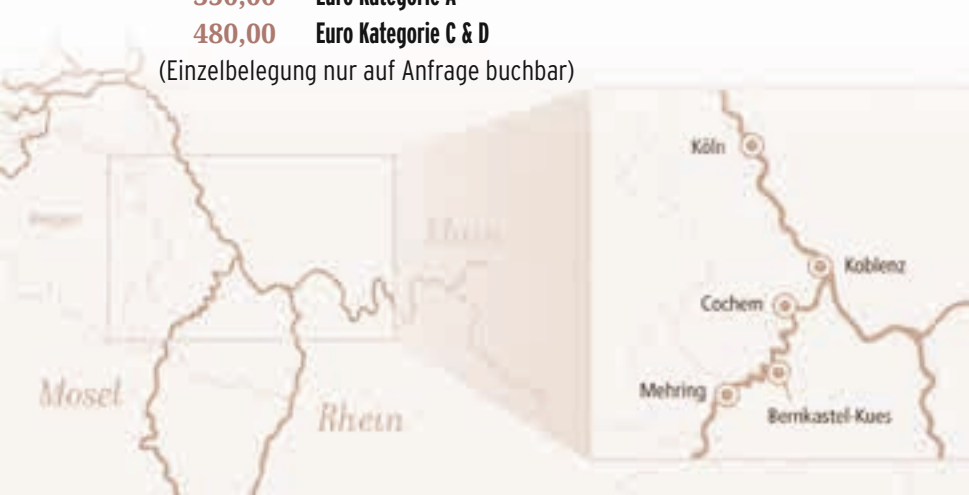 Euro Kategorie A
480,00 Euro Kategorie C & D
(Einzelbelegung nur auf Anfrage buchbar)
Köln
Main
Koblenz
Cochem
Mosel
Mehring
Rhein
Bernkastel-Kues